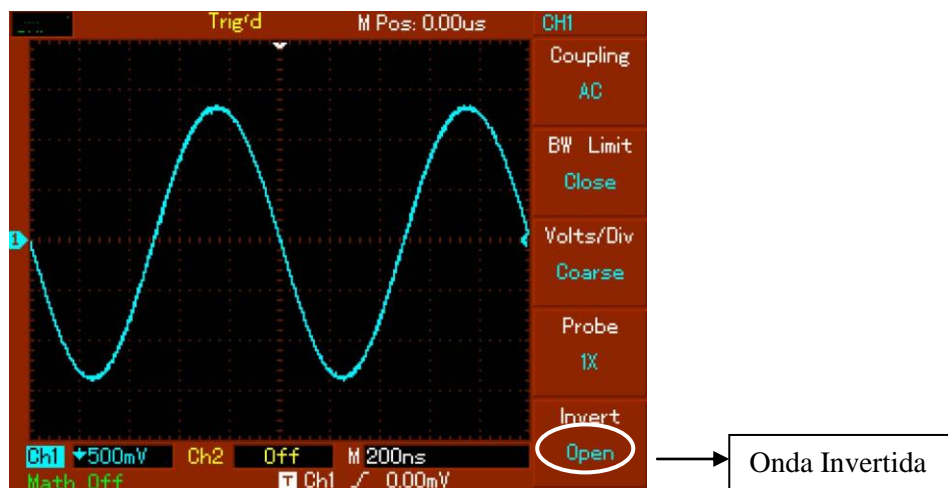 Trig'd M Pos: 0.00us CH1
Coupling
AC
BW Limit
Close
Volts/Div
Coarse
Probe
1X
Invert
Open
Onda Invertida
1
Ch1 500mV Ch2 Off M 200ns
Math Off T Ch1 0.00mV